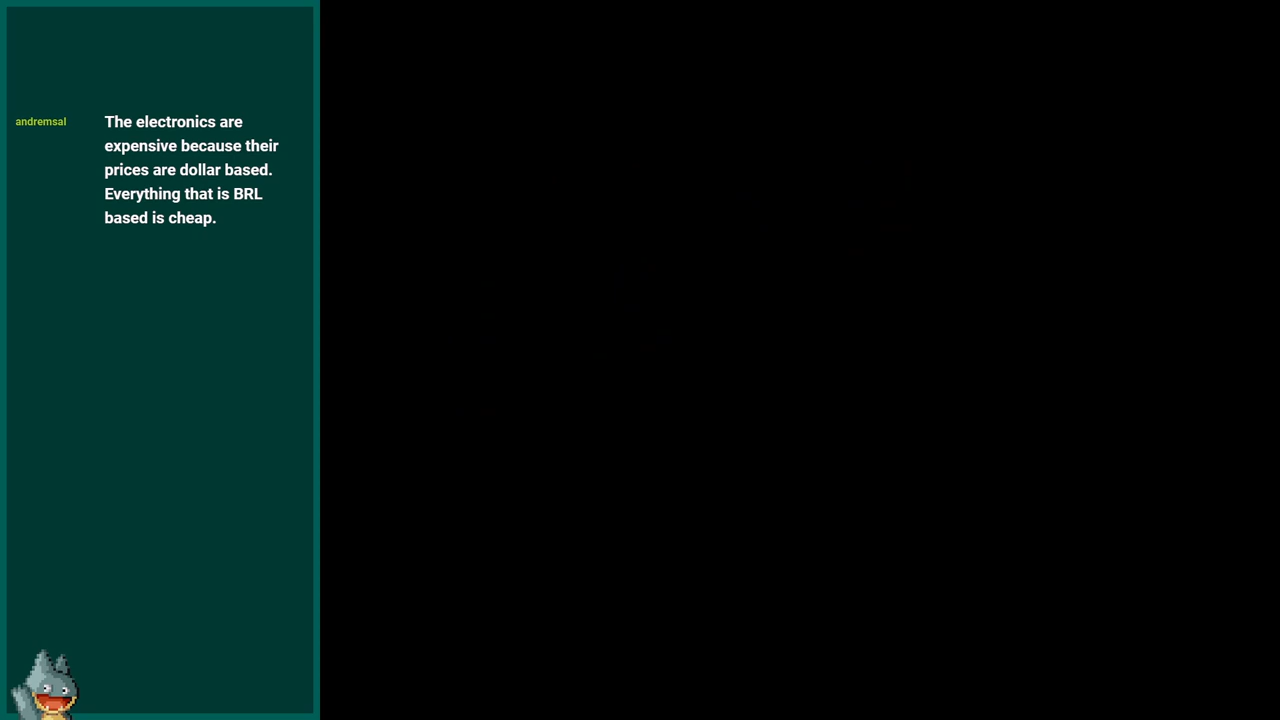 andremsal
The electronics are
expensive because their
prices are dollar based.
Everything that is BRL
based is cheap.